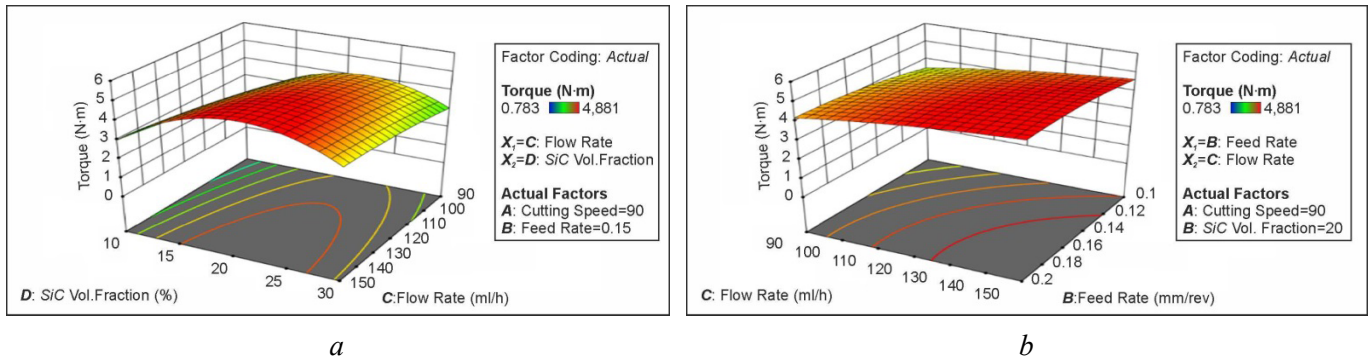 Factor Coding: Actual
Torque (N·m)
0.783 4,881
X₁=C: Flow Rate
X₂=D: SiC Vol.Fraction
Actual Factors
A: Cutting Speed=90
B: Feed Rate=0.15
Torque (N·m)
6
5
4
3
2
1
0
10
15
20
25
30
90
100
110
120
130
140
150
D: SiC Vol.Fraction (%)
C:Flow Rate (ml/h)
a
Factor Coding: Actual
Torque (N·m)
0.783 4,881
X₁=B: Feed Rate
X₂=C: Flow Rate
Actual Factors
A: Cutting Speed=90
B: SiC Vol. Fraction=20
Torque (N·m)
6
5
4
3
2
1
0
90
100
110
120
130
140
150
0.1
0.12
0.14
0.16
0.18
0.2
C: Flow Rate (ml/h)
B:Feed Rate (mm/rev)
b